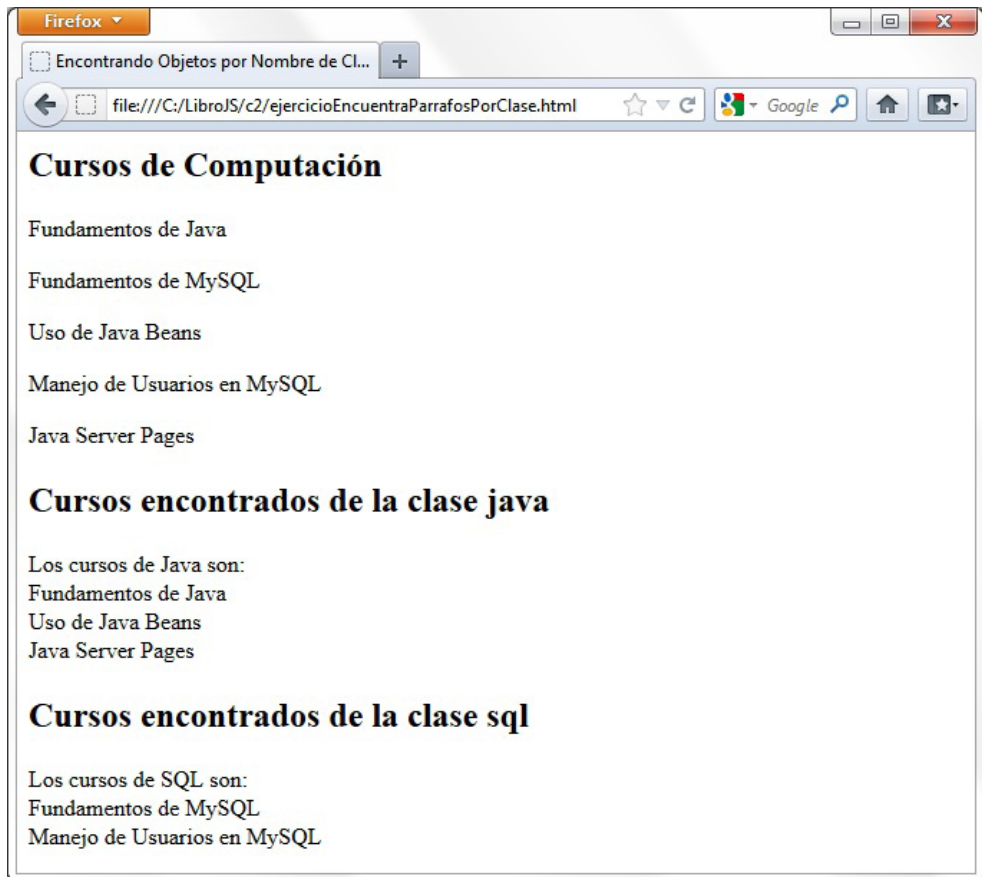 Firefox
Encontrando Objetos por Nombre de Cl...
file:///C:/LibroJS/c2/ejercicioEncuentraParrafosPorClase.html
Google
Cursos de Computación
Fundamentos de Java
Fundamentos de MySQL
Uso de Java Beans
Manejo de Usuarios en MySQL
Java Server Pages
Cursos encontrados de la clase java
Los cursos de Java son:
Fundamentos de Java
Uso de Java Beans
Java Server Pages
Cursos encontrados de la clase sql
Los cursos de SQL son:
Fundamentos de MySQL
Manejo de Usuarios en MySQL